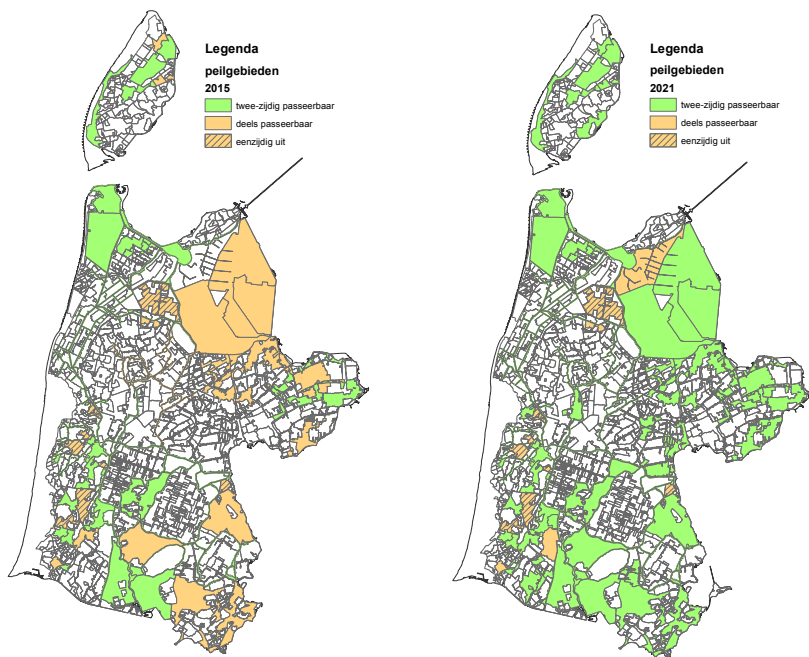 Legenda
peilgebieden
2015
twee-zijdig passeerbaar
deels passeerbaar
eenzijdig uit
Legenda
peilgebieden
2021
twee-zijdig passeerbaar
deels passeerbaar
eenzijdig uit